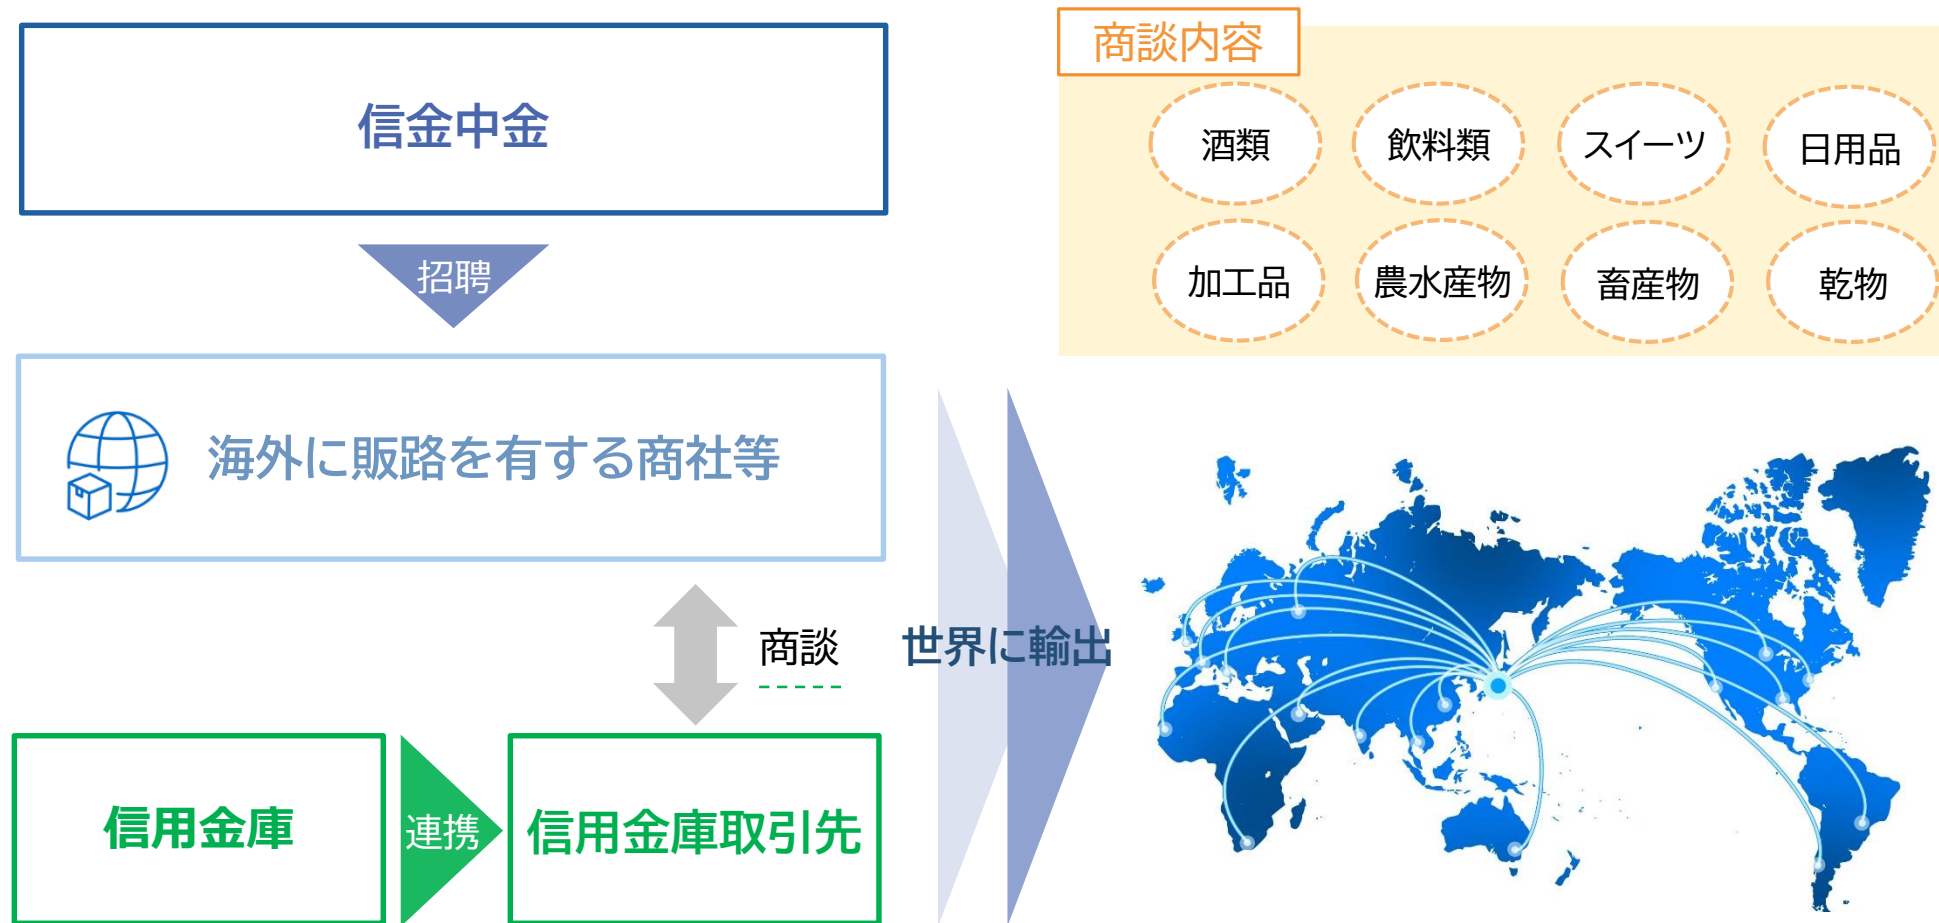 信金中金
招聘
海外に販路を有する商社等
商談
信用金庫
連携
信用金庫取引先
世界に輸出
商談内容
酒類
飲料類
スイーツ
日用品
加工品
農水産物
畜産物
乾物